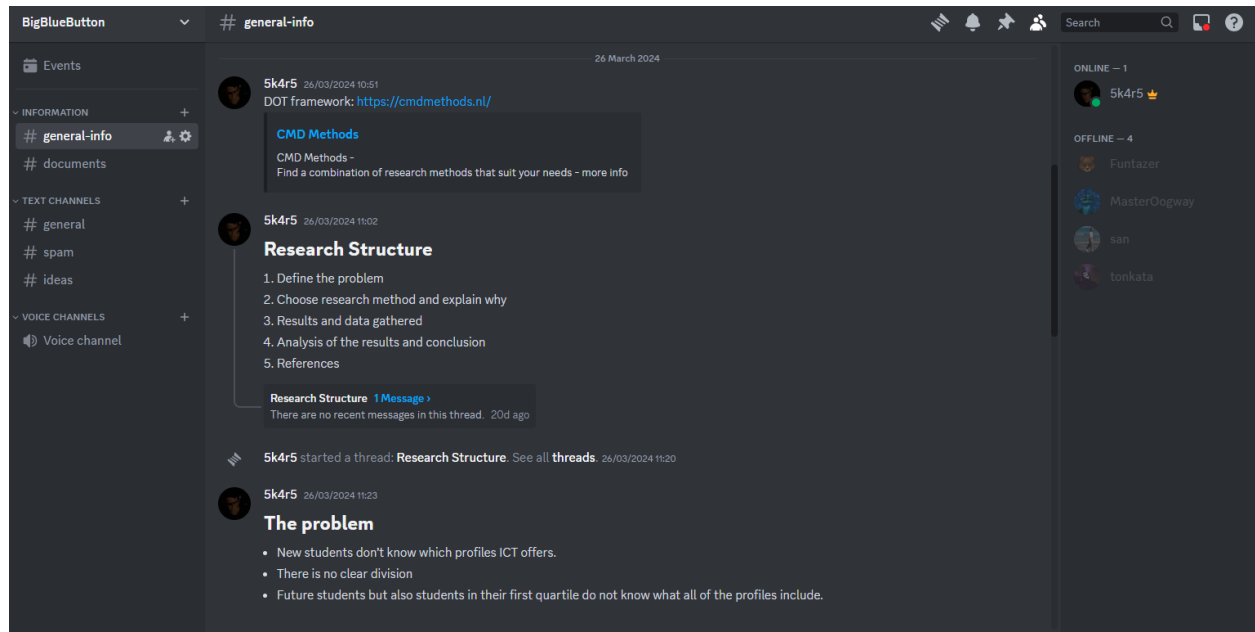 BigBlueButton
Events
INFORMATION
general-info
documents
TEXT CHANNELS
general
spam
ideas
VOICE CHANNELS
Voice channel
# general-info
Search
26 March 2024
5k4r5 26/03/2024 10:51
DOT framework: https://cmdmethods.nl/
CMD Methods
CMD Methods -
Find a combination of research methods that suit your needs - more info
5k4r5 26/03/2024 11:02
Research Structure
1. Define the problem
2. Choose research method and explain why
3. Results and data gathered
4. Analysis of the results and conclusion
5. References
Research Structure 1 Message ›
There are no recent messages in this thread. 20d ago
5k4r5 started a thread: Research Structure. See all threads. 26/03/2024 11:20
5k4r5 26/03/2024 11:23
The problem
• New students don't know which profiles ICT offers.
• There is no clear division
• Future students but also students in their first quartile do not know what all of the profiles include.
ONLINE — 1
5k4r5
OFFLINE — 4
Funtazer
MasterOogway
san
tonkata